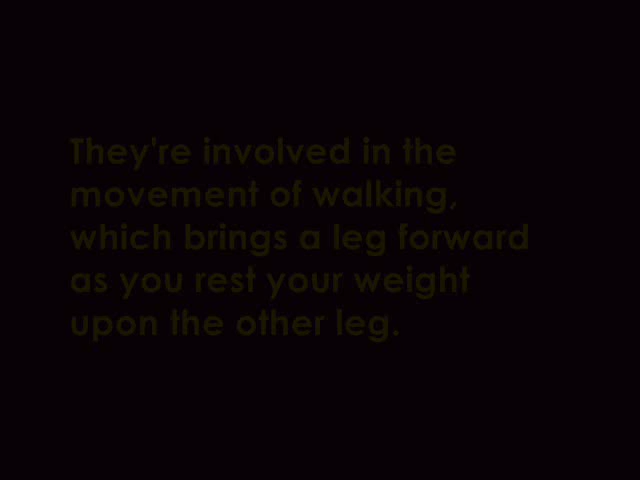 They're involved in the
movement of walking,
which brings a leg forward
as you rest your weight
upon the other leg.